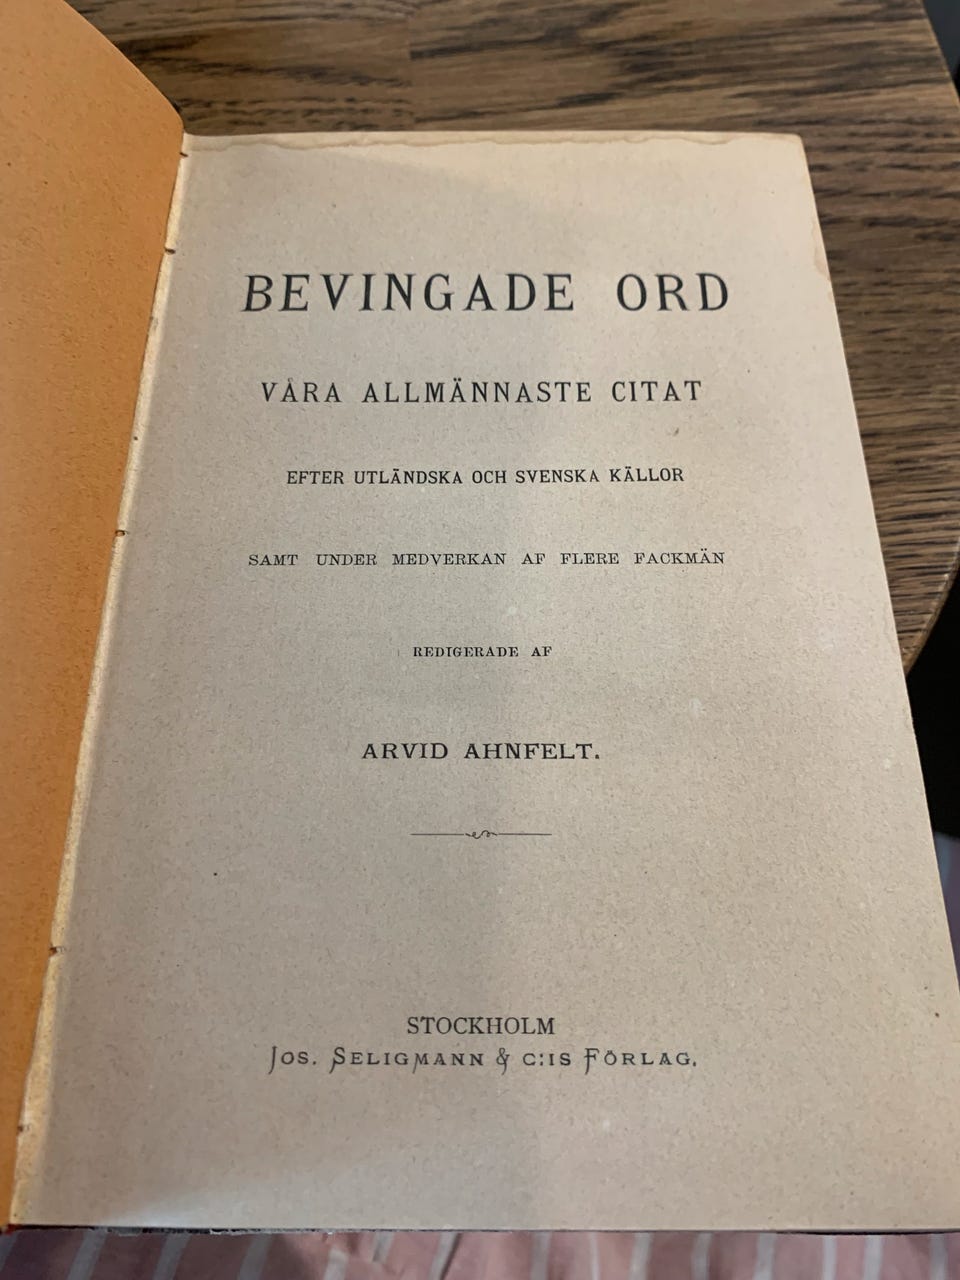 BEVINGADE ORD
VÅRA ALLMÄNNASTE CITAT
EFTER UTLÄNDSKA OCH SVENSKA KÄLLOR
SAMT UNDER MEDVERKAN AF FLERE FACKMÄN
REDIGERADE AF
ARVID AHNFELT.
STOCKHOLM
JOS. SELIGMANN & C:IS FÖRLAG.